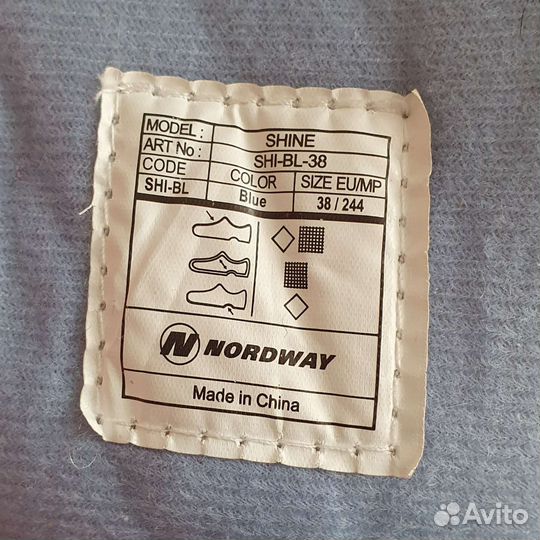 MODEL : SHINE
ART No : SHI-BL-38
CODE COLOR SIZE EU/MP
SHI-BL Blue 38 / 244
NORDWAY
Made in China
Avito